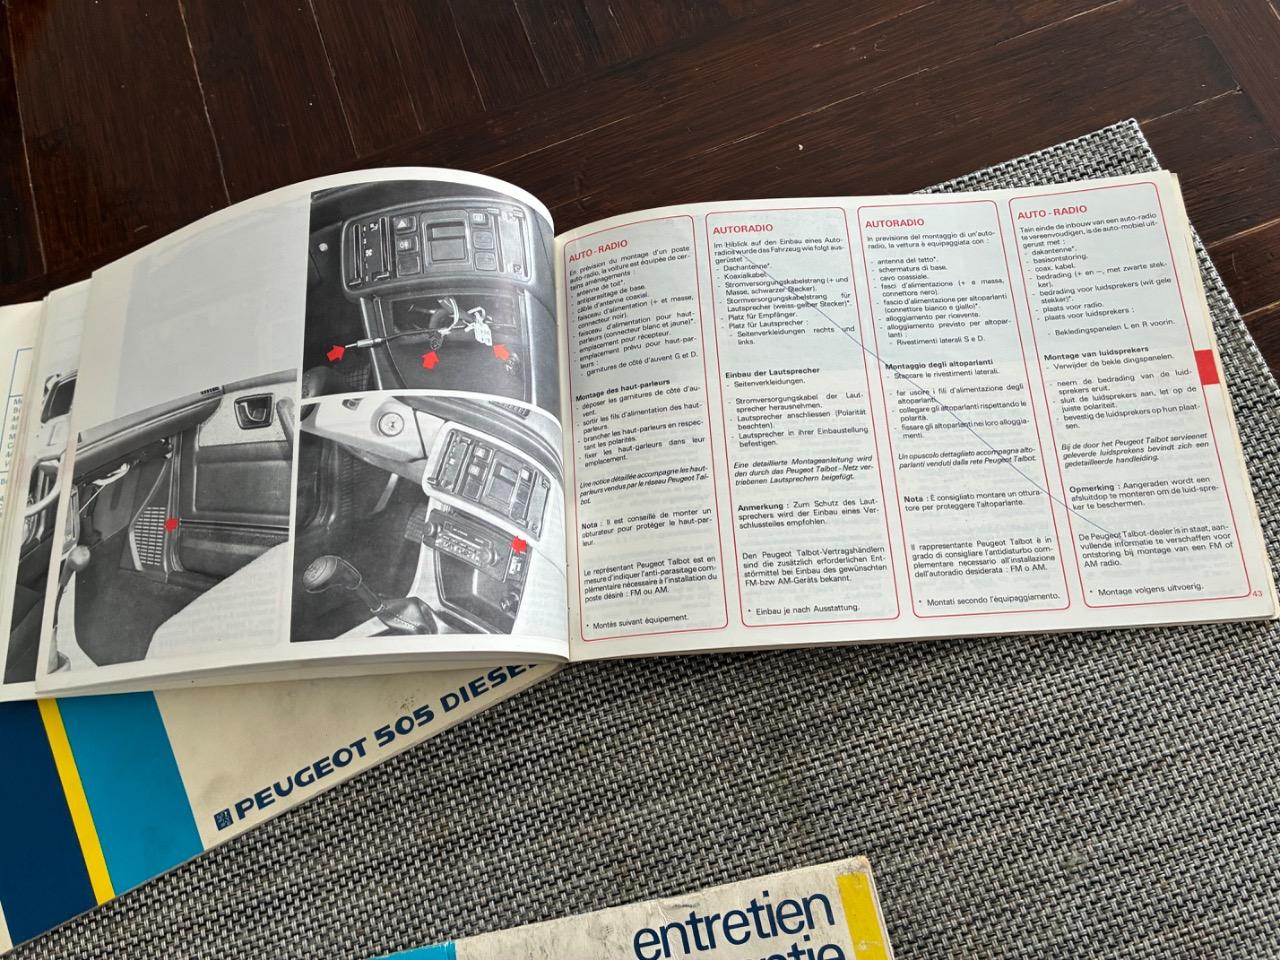 AUTO - RADIO
En prévision du montage d'un poste
auto-radio, la voiture est équipée de cer-
tains aménagements :
- antenne de toit*.
- antiparasitage de base.
- câble d'antenne coaxial.
- faisceau d'alimentation (+ et masse,
connecteur noir).
- faisceau d'alimentation pour haut-
parleurs (connecteur blanc et jaune)*.
- emplacement pour récepteur.
- emplacement prévu pour haut-par-
leurs :
- garnitures de côté d'auvent G et D.
Montage des haut-parleurs
- déposer les garnitures de côté d'au-
vent.
- sortir les fils d'alimentation des haut-
parleurs.
- brancher les haut-parleurs en respec-
tant les polarités.
- fixer les haut-parleurs dans leur
emplacement.
Une notice détaillée accompagne les haut-
parleurs vendus par le réseau Peugeot Tal-
bot.
Nota : Il est conseillé de monter un
obturateur pour protéger le haut-par-
leur.
Le représentant Peugeot Talbot est en
mesure d'indiquer l'anti-parasitage com-
plémentaire nécessaire à l'installation du
poste désiré : FM ou AM.
* Montés suivant équipement.
AUTORADIO
Im Hiblick auf den Einbau eines Auto-
radios wurde das Fahrzeug wie folgt aus-
gerüstet :
- Dachantenne*.
- Koaxialkabel.
- Stromversorgungskabelstrang (+ und
Masse, schwarzer Stecker).
- Stormversorgungskabelstrang für
Lautsprecher (weiss-gelber Stecker)*.
- Platz für Empfänger.
- Platz für Lautsprecher :
- Seitenverkleidungen rechts und
links.
Einbau der Lautsprecher
- Seitenverkleidungen.
- Stromversorgungskabel der Laut-
sprecher herausnehmen.
- Lautsprecher anschliessen (Polarität
beachten).
- Lautsprecher in ihrer Einbaustellung
befestigen.
Eine detaillierte Montageanleitung wird
den durch das Peugeot Talbot - Netz ver-
triebenen Lautsprechern beigefügt.
Anmerkung : Zum Schutz des Laut-
sprechers wird der Einbau eines Ver-
schlussteiles empfohlen.
Den Peugeot Talbot-Vertragshändlern
sind die zusätzlich erforderlichen Ent-
störmittel bei Einbau des gewünschten
FM-bzw AM-Geräts bekannt.
* Einbau je nach Ausstattung.
AUTORADIO
In previsione del montaggio di un'auto-
radio, la vettura è equipaggiata con :
- antenna del tetto*.
- schermatura di base.
- cavo coassiale.
- fasci d'alimentazione (+ e massa,
connettore nero).
- fascio d'alimentazione per altoparlanti
(connettore bianco e giallo)*.
- alloggiamento per ricevente.
- alloggiamento previsto per altopar-
lanti :
- Rivestimenti laterali S e D.
Montaggio degli altoparlanti
- Staccare le rivestimenti laterali.
- far uscire i fili d'alimentazione degli
altoparlanti.
- collegare gli altoparlanti rispettando le
polarità.
- fissare gli altoparlanti nei loro alloggia-
menti.
Un opuscolo dettagliato accompagna alto-
parlanti venduti dalla rete Peugeot Talbot.
Nota : È consigliato montare un ottura-
tore per proteggere l'altoparlante.
Il rappresentante Peugeot Talbot è in
grado di consigliare l'antidisturbo com-
plementare necessario all'installazione
dell'autoradio desiderata : FM o AM.
* Montati secondo l'équipaggiamento.
AUTO - RADIO
Tein einde de inbouw van een auto-radio
te vereenvoudigen, is de auto-mobiel uit-
gerust met :
- dakantenne*.
- basisontstoring.
- coax. kabel.
- bedrading (+ en —, met zwarte stek-
ker).
- bedrading voor luidsprekers (wit gele
stekkar)*.
- plaats voor radio.
- plaats voor luidsprekers :
- Bekledingspanelen L en R voorin.
Montage van luidsprekers
- Verwijder de bekle dingspanelen.
- neem de bedrading van de luid-
sprekers eruit.
- sluit de luidsprekers aan, let op de
juiste polariteit.
- bevestig de luidsprekers op hun plaat-
sen.
Bij de door het Peugeot Talbot servicenet
geleverde luidsprekers bevindt zich een
gedetailleerde handleiding.
Opmerking : Aangeraden wordt een
afsluitdop te monteren om de luid-spre-
ker te beschermen.
De Peugeot Talbot-dealer is in staat, aan-
vullende informatie te verschaffen voor
ontstoring bij montage van een FM of
AM radio.
* Montage volgens uitvoerig.
43
PEUGEOT 505 DIESEL
entretien